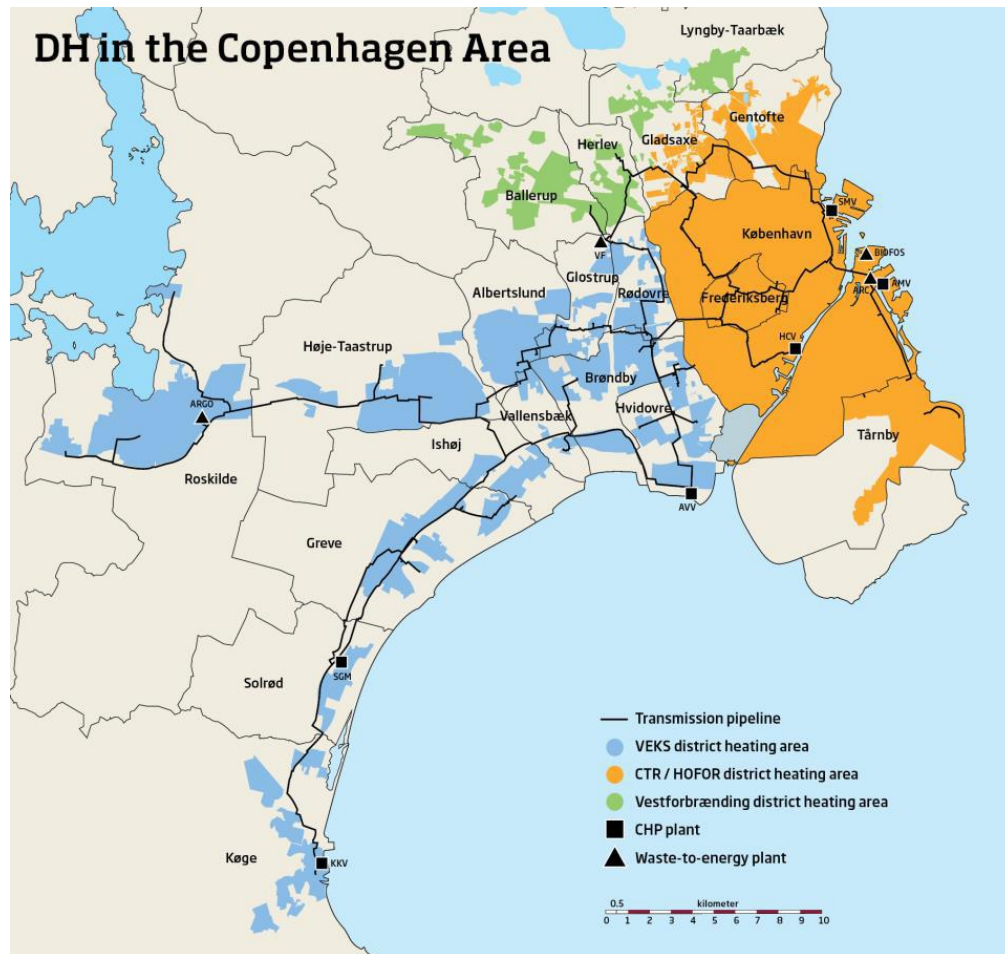 DH in the Copenhagen Area
Lyngby-Taarbæk
Gentofte
Gladsaxe
Herlev
Ballerup
SMV
København
BIOFOS
VF
Glostrup
ARC
AMV
Albertslund
Rødovre
Frederiksberg
HCV
Høje-Taastrup
Brøndby
ARGO
Vallensbæk
Hvidovre
Tårnby
Ishøj
Roskilde
AVV
Greve
SGM
Solrød
Transmission pipeline
VEKS district heating area
CTR / HOFOR district heating area
Vestforbrænding district heating area
CHP plant
Waste-to-energy plant
Køge
KKV
0.5 kilometer
0 1 2 3 4 5 6 7 8 9 10